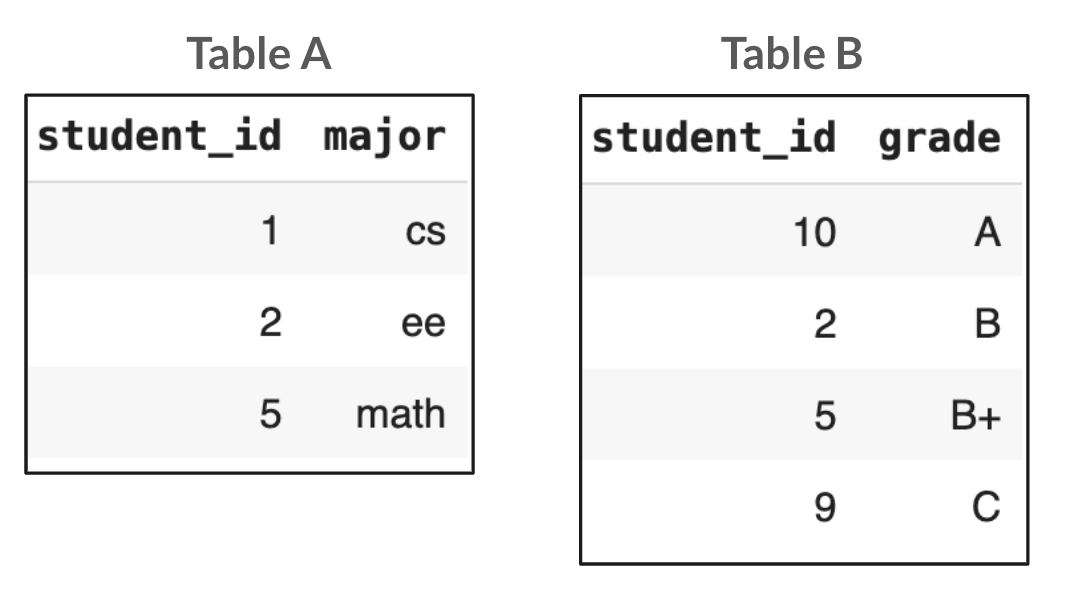 Table A
student_id major
1 cs
2 ee
5 math
Table B
student_id grade
10 A
2 B
5 B+
9 C